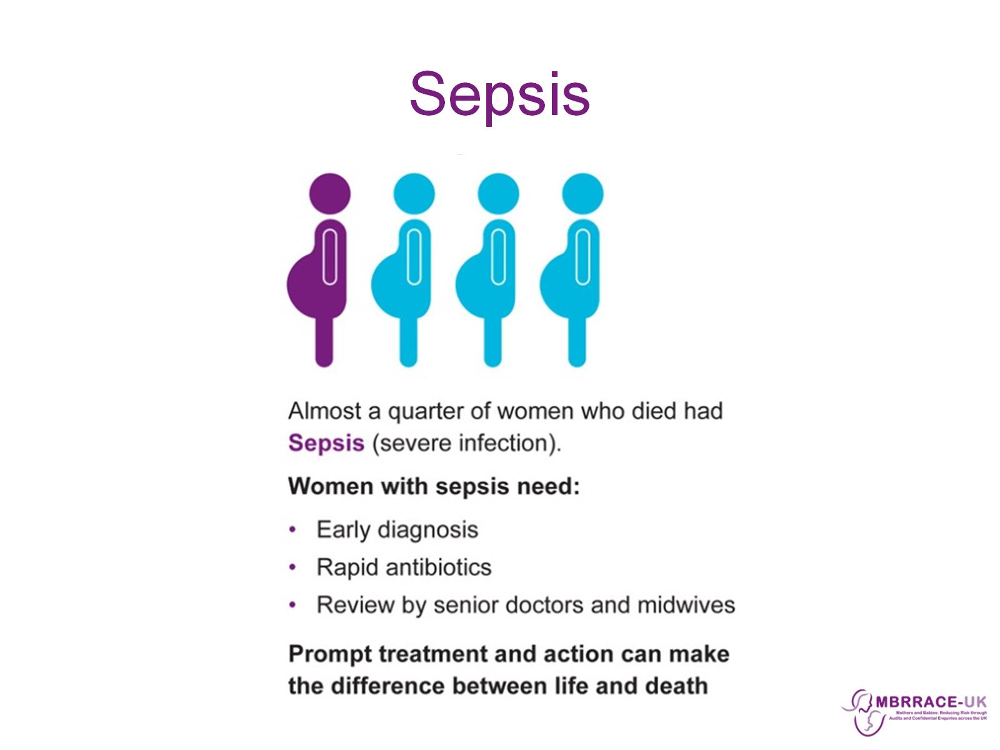 Sepsis
Almost a quarter of women who died had
Sepsis (severe infection).
Women with sepsis need:
• Early diagnosis
• Rapid antibiotics
• Review by senior doctors and midwives
Prompt treatment and action can make
the difference between life and death
MBRRACE-UK
Mothers and Babies: Reducing Risk through
Audits and Confidential Enquiries across the UK